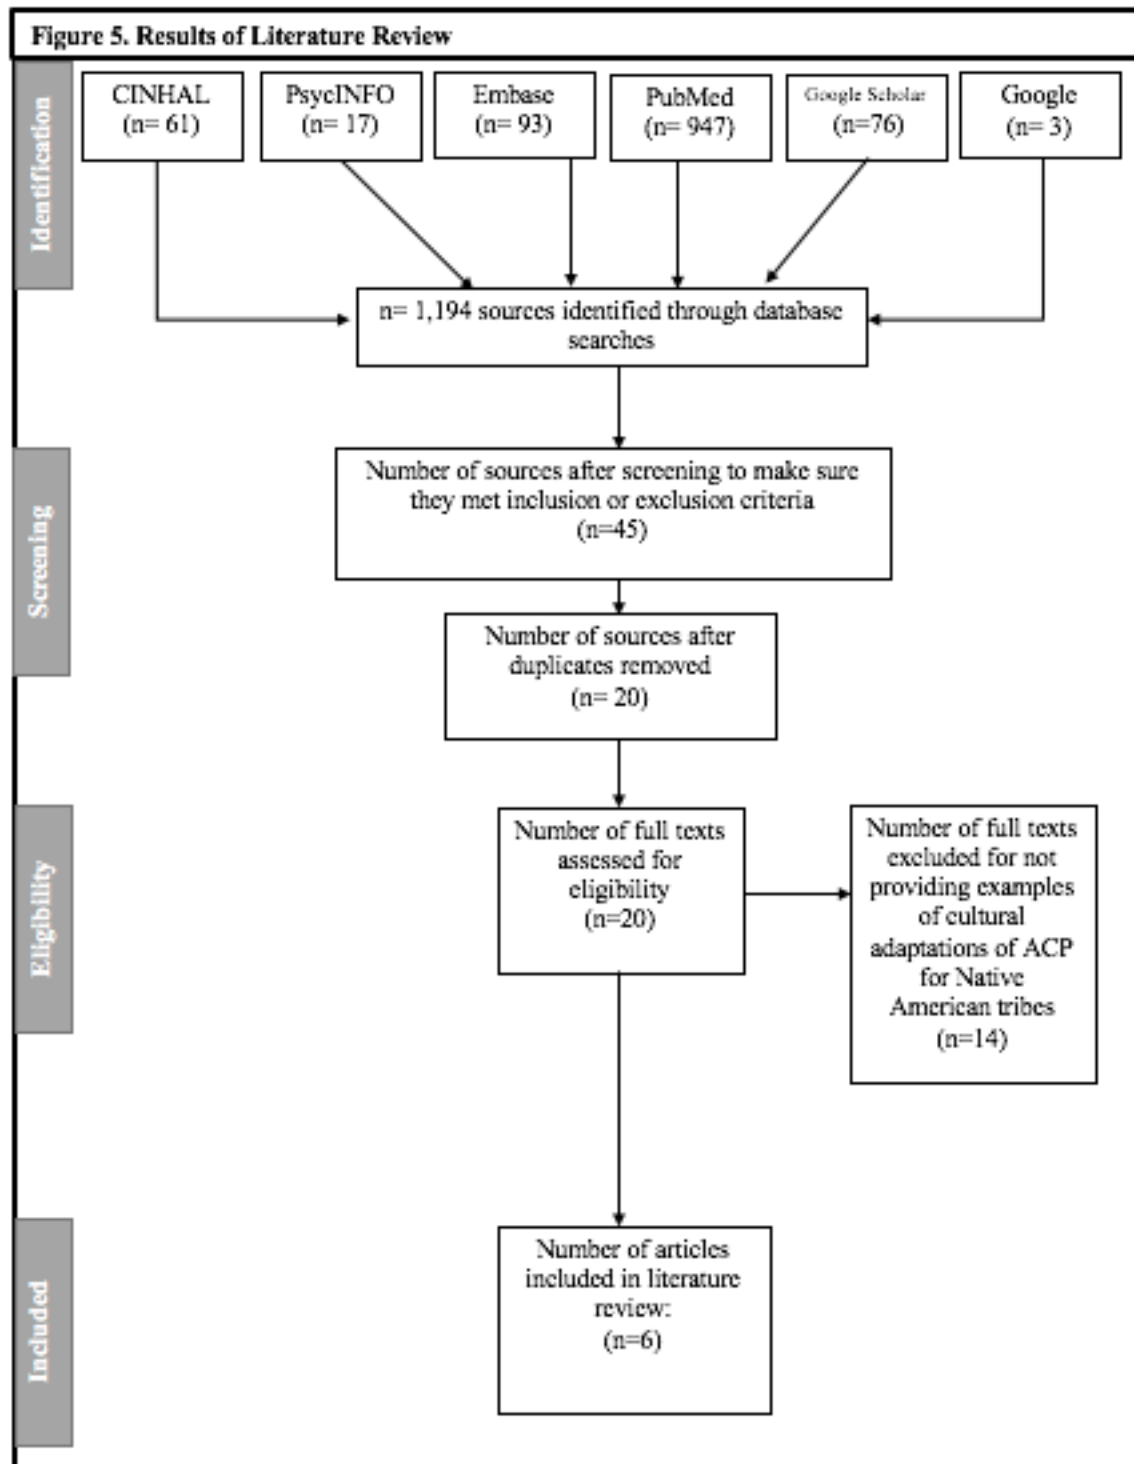 Figure 5. Results of Literature Review
Identification
CINHAL
(n= 61)
PsycINFO
(n= 17)
Embase
(n= 93)
PubMed
(n= 947)
Google Scholar
(n=76)
Google
(n= 3)
n= 1,194 sources identified through database
searches
Screening
Number of sources after screening to make sure
they met inclusion or exclusion criteria
(n=45)
Number of sources after
duplicates removed
(n= 20)
Eligibility
Number of full texts
assessed for
eligibility
(n=20)
Number of full texts
excluded for not
providing examples
of cultural
adaptations of ACP
for Native
American tribes
(n=14)
Included
Number of articles
included in literature
review:
(n=6)